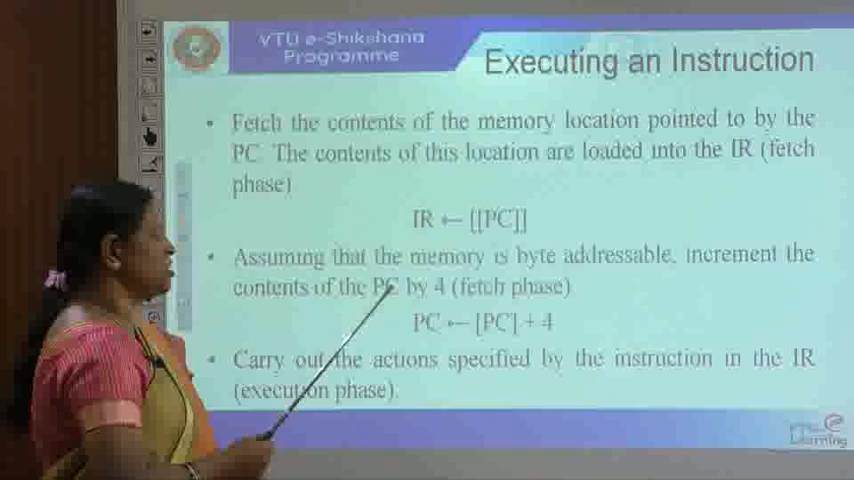 VTU e-Shikshana
Programme
Executing an Instruction
• Fetch the contents of the memory location pointed to by the
PC. The contents of this location are loaded into the IR (fetch
phase)
IR ← [[PC]]
• Assuming that the memory is byte addressable, increment the
contents of the PC by 4 (fetch phase)
PC ← [PC] + 4
• Carry out the actions specified by the instruction in the IR
(execution phase).
Learning